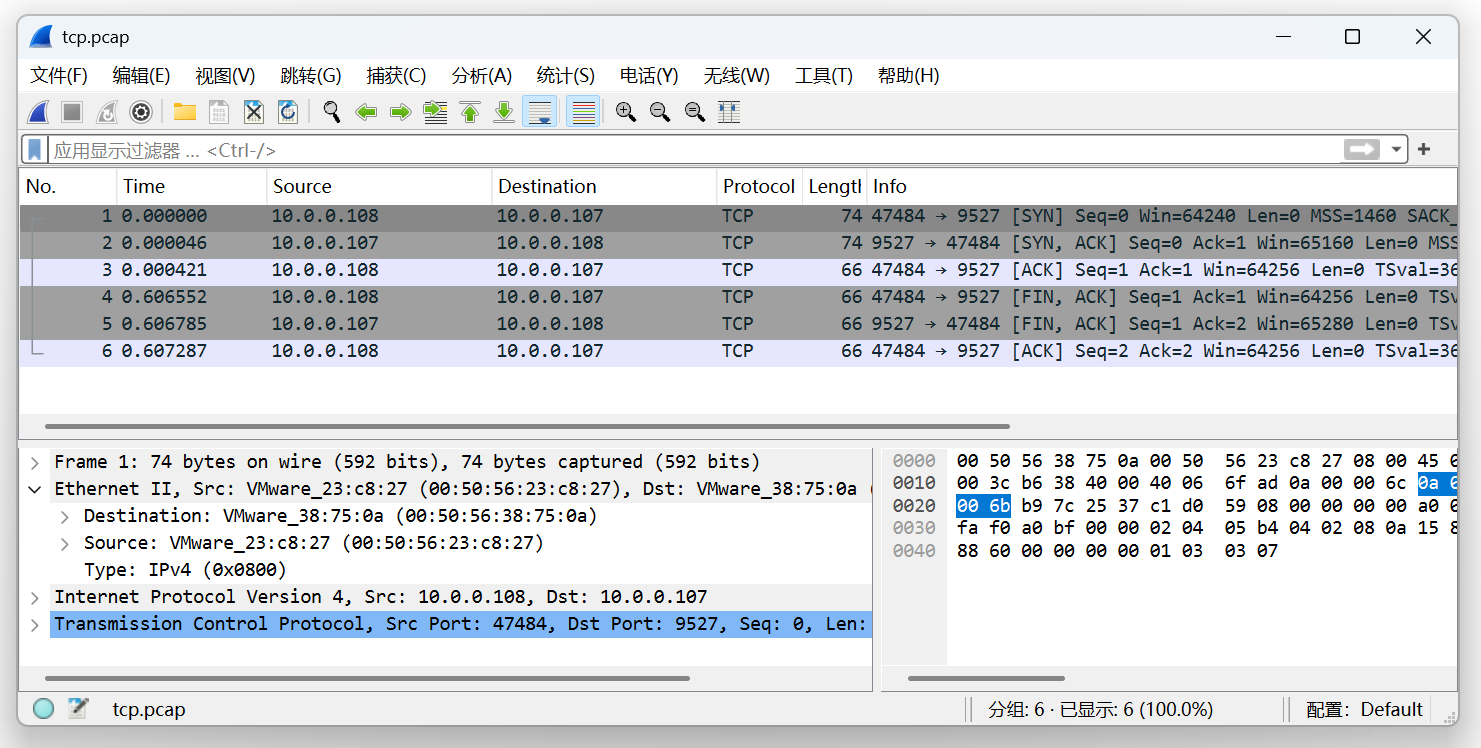 tcp.pcap
文件(F) 编辑(E) 视图(V) 跳转(G) 捕获(C) 分析(A) 统计(S) 电话(Y) 无线(W) 工具(T) 帮助(H)
应用显示过滤器 … <Ctrl-/>
No. Time Source Destination Protocol Length Info
1 0.000000 10.0.0.108 10.0.0.107 TCP 74 47484 → 9527 [SYN] Seq=0 Win=64240 Len=0 MSS=1460 SACK_
2 0.000046 10.0.0.107 10.0.0.108 TCP 74 9527 → 47484 [SYN, ACK] Seq=0 Ack=1 Win=65160 Len=0 MSS
3 0.000421 10.0.0.108 10.0.0.107 TCP 66 47484 → 9527 [ACK] Seq=1 Ack=1 Win=64256 Len=0 TSval=36
4 0.606552 10.0.0.108 10.0.0.107 TCP 66 47484 → 9527 [FIN, ACK] Seq=1 Ack=1 Win=64256 Len=0 TSv
5 0.606785 10.0.0.107 10.0.0.108 TCP 66 9527 → 47484 [FIN, ACK] Seq=1 Ack=2 Win=65280 Len=0 TSv
6 0.607287 10.0.0.108 10.0.0.107 TCP 66 47484 → 9527 [ACK] Seq=2 Ack=2 Win=64256 Len=0 TSval=36
Frame 1: 74 bytes on wire (592 bits), 74 bytes captured (592 bits)
Ethernet II, Src: VMware_23:c8:27 (00:50:56:23:c8:27), Dst: VMware_38:75:0a (
Destination: VMware_38:75:0a (00:50:56:38:75:0a)
Source: VMware_23:c8:27 (00:50:56:23:c8:27)
Type: IPv4 (0x0800)
Internet Protocol Version 4, Src: 10.0.0.108, Dst: 10.0.0.107
Transmission Control Protocol, Src Port: 47484, Dst Port: 9527, Seq: 0, Len:
0000 00 50 56 38 75 0a 00 50 56 23 c8 27 08 00 45 0
0010 00 3c b6 38 40 00 40 06 6f ad 0a 00 00 6c 0a 0
0020 00 6b b9 7c 25 37 c1 d0 59 08 00 00 00 00 a0 0
0030 fa f0 a0 bf 00 00 02 04 05 b4 04 02 08 0a 15 8
0040 88 60 00 00 00 00 01 03 03 07
tcp.pcap 分组: 6 · 已显示: 6 (100.0%) 配置: Default